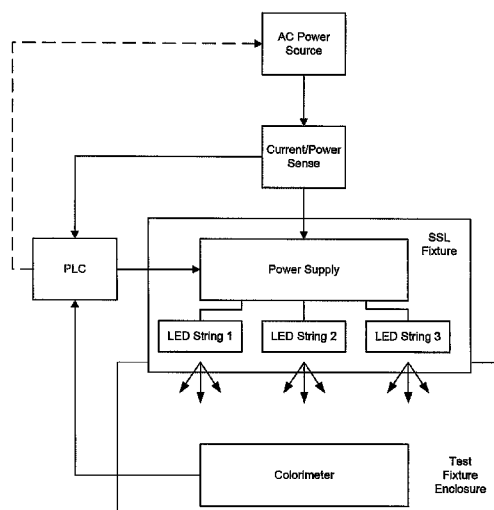 AC Power
Source
Current/Power
Sense
SSL
Fixture
PLC
Power Supply
LED String 1
LED String 2
LED String 3
Colorimeter
Test
Fixture
Enclosure